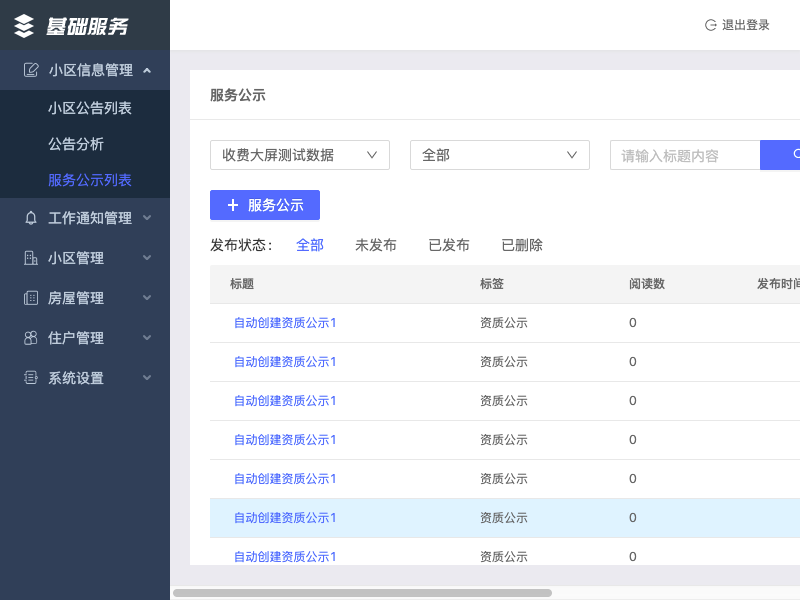 基础服务
退出登录
小区信息管理
小区公告列表
公告分析
服务公示列表
工作通知管理
小区管理
房屋管理
住户管理
系统设置
服务公示
收费大屏测试数据 全部 请输入标题内容
服务公示
发布状态： 全部 未发布 已发布 已删除
标题 标签 阅读数 发布时间
自动创建资质公示1 资质公示 0
自动创建资质公示1 资质公示 0
自动创建资质公示1 资质公示 0
自动创建资质公示1 资质公示 0
自动创建资质公示1 资质公示 0
自动创建资质公示1 资质公示 0
自动创建资质公示1 资质公示 0